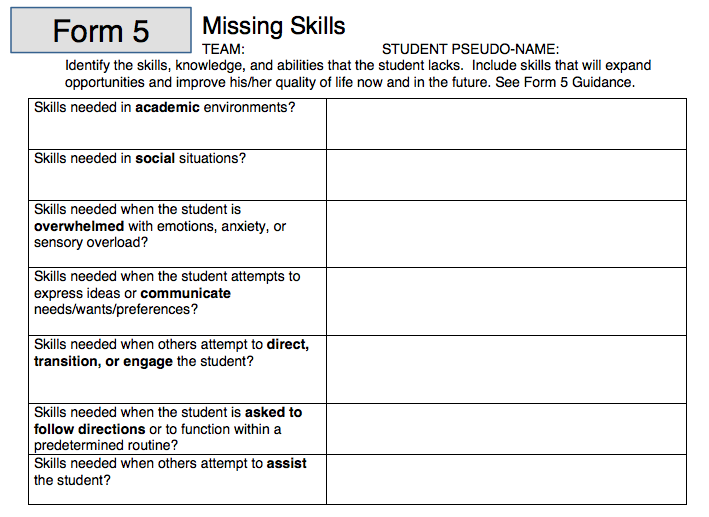 Form 5
Missing Skills
TEAM: STUDENT PSEUDO-NAME:
Identify the skills, knowledge, and abilities that the student lacks. Include skills that will expand
opportunities and improve his/her quality of life now and in the future. See Form 5 Guidance.
Skills needed in academic environments?
Skills needed in social situations?
Skills needed when the student is
overwhelmed with emotions, anxiety, or
sensory overload?
Skills needed when the student attempts to
express ideas or communicate
needs/wants/preferences?
Skills needed when others attempt to direct,
transition, or engage the student?
Skills needed when the student is asked to
follow directions or to function within a
predetermined routine?
Skills needed when others attempt to assist
the student?